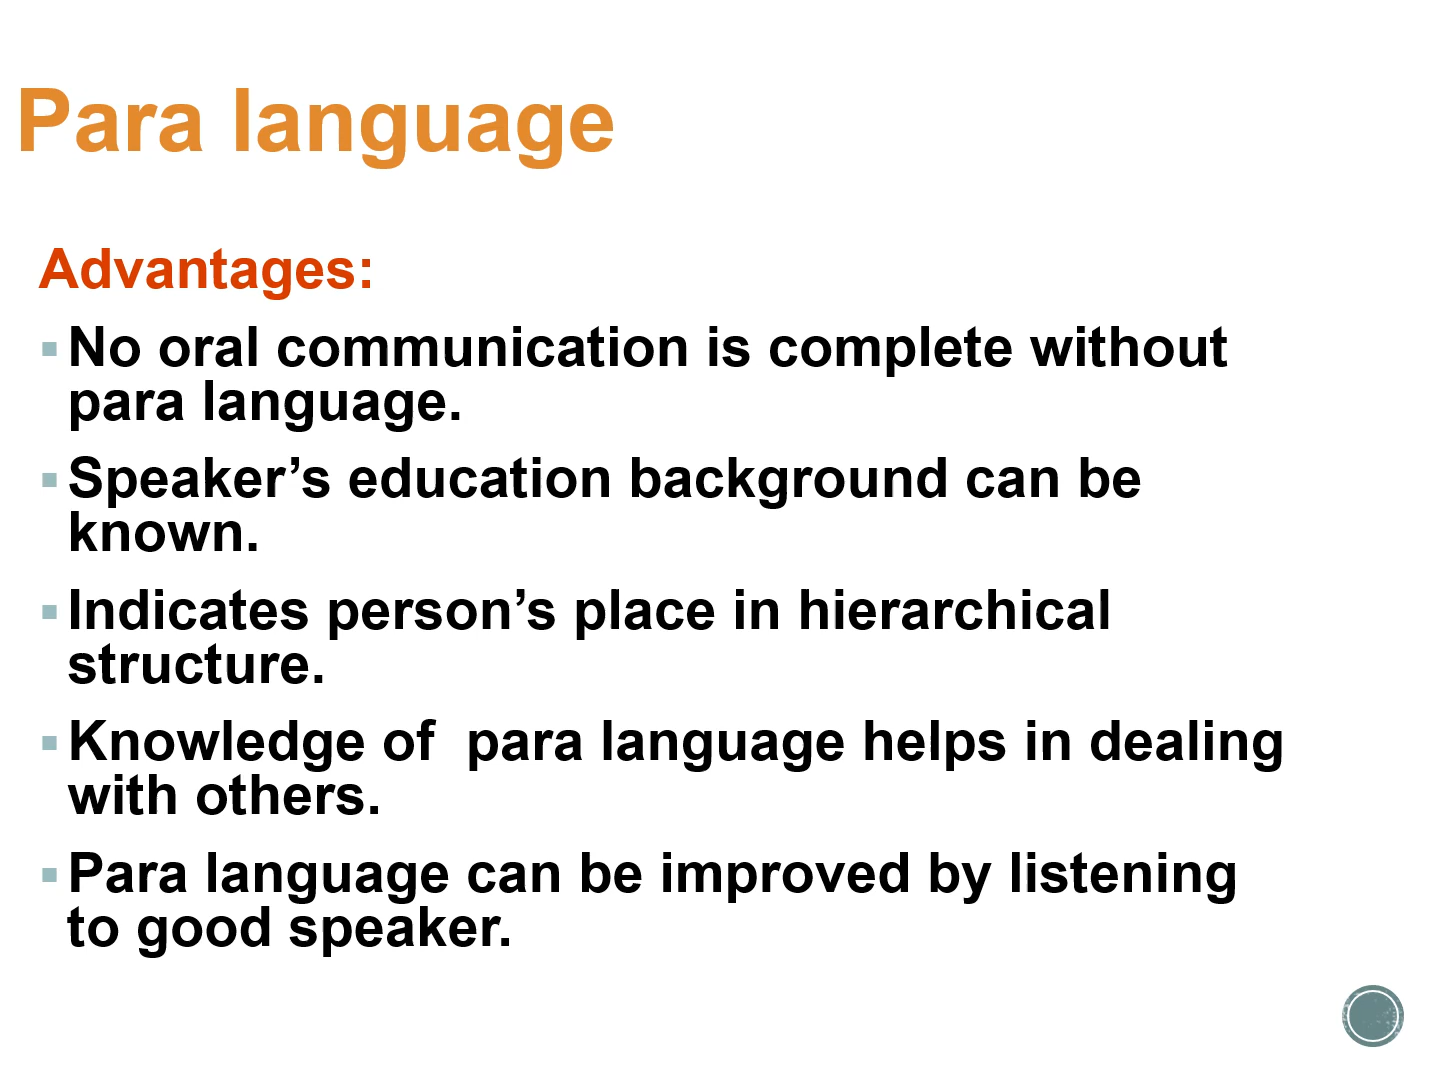 Para language
Advantages:
▪No oral communication is complete without
para language.
▪Speaker’s education background can be
known.
▪Indicates person’s place in hierarchical
structure.
▪Knowledge of  para language helps in dealing
with others.
▪Para language can be improved by listening
to good speaker.